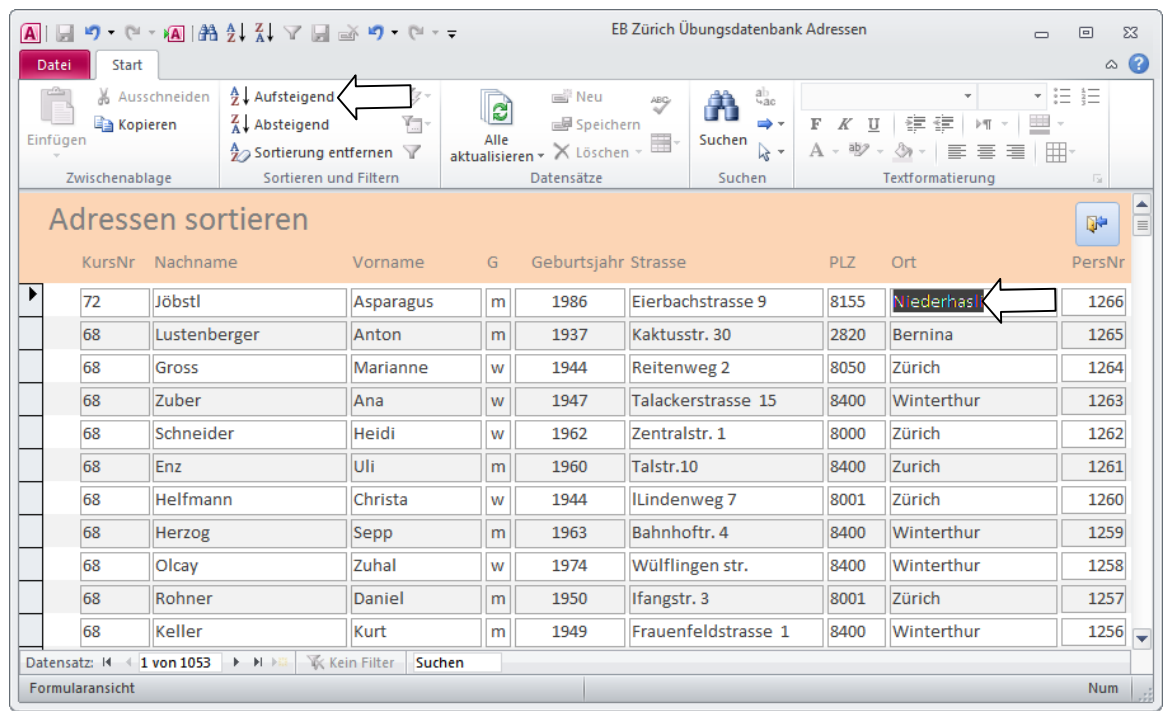 EB Zürich Übungsdatenbank Adressen
Datei Start
Einfügen
Ausschneiden
Kopieren
Zwischenablage
Aufsteigend
Absteigend
Sortierung entfernen
Sortieren und Filtern
Alle
aktualisieren
Neu
Speichern
Löschen
Datensätze
Suchen
Suchen
F K U
A
Textformatierung
Adressen sortieren
KursNr Nachname Vorname G Geburtsjahr Strasse PLZ Ort PersNr
72 Jöbstl Asparagus m 1986 Eierbachstrasse 9 8155 Niederhasli 1266
68 Lustenberger Anton m 1937 Kaktusstr. 30 2820 Bernina 1265
68 Gross Marianne w 1944 Reitenweg 2 8050 Zürich 1264
68 Zuber Ana w 1947 Talackerstrasse 15 8400 Winterthur 1263
68 Schneider Heidi w 1962 Zentralstr. 1 8000 Zürich 1262
68 Enz Uli m 1960 Talstr.10 8400 Zurich 1261
68 Helfmann Christa w 1944 lLindenweg 7 8001 Zürich 1260
68 Herzog Sepp m 1963 Bahnhoftr. 4 8400 Winterthur 1259
68 Olcay Zuhal w 1974 Wülflingen str. 8400 Winterthur 1258
68 Rohner Daniel m 1950 Ifangstr. 3 8001 Zürich 1257
68 Keller Kurt m 1949 Frauenfeldstrasse 1 8400 Winterthur 1256
Datensatz: 1 von 1053 Kein Filter Suchen
Formularansicht Num